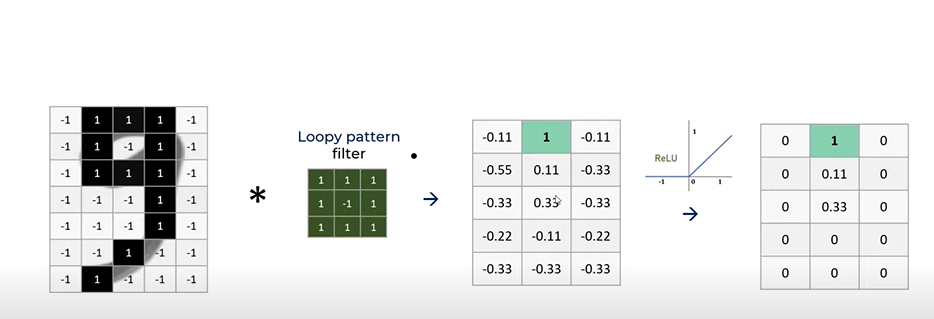 -1 1 1 1 -1
-1 1 -1 1 -1
-1 1 1 1 -1
-1 -1 -1 1 -1
-1 -1 -1 1 -1
-1 -1 1 -1 -1
-1 1 -1 -1 -1
*
Loopy pattern
filter
1 1 1
1 -1 1
1 1 1
-0.11 1 -0.11
-0.55 0.11 -0.33
-0.33 0.33 -0.33
-0.22 -0.11 -0.22
-0.33 -0.33 -0.33
1
ReLU
-1 0 1
0 1 0
0 0.11 0
0 0.33 0
0 0 0
0 0 0